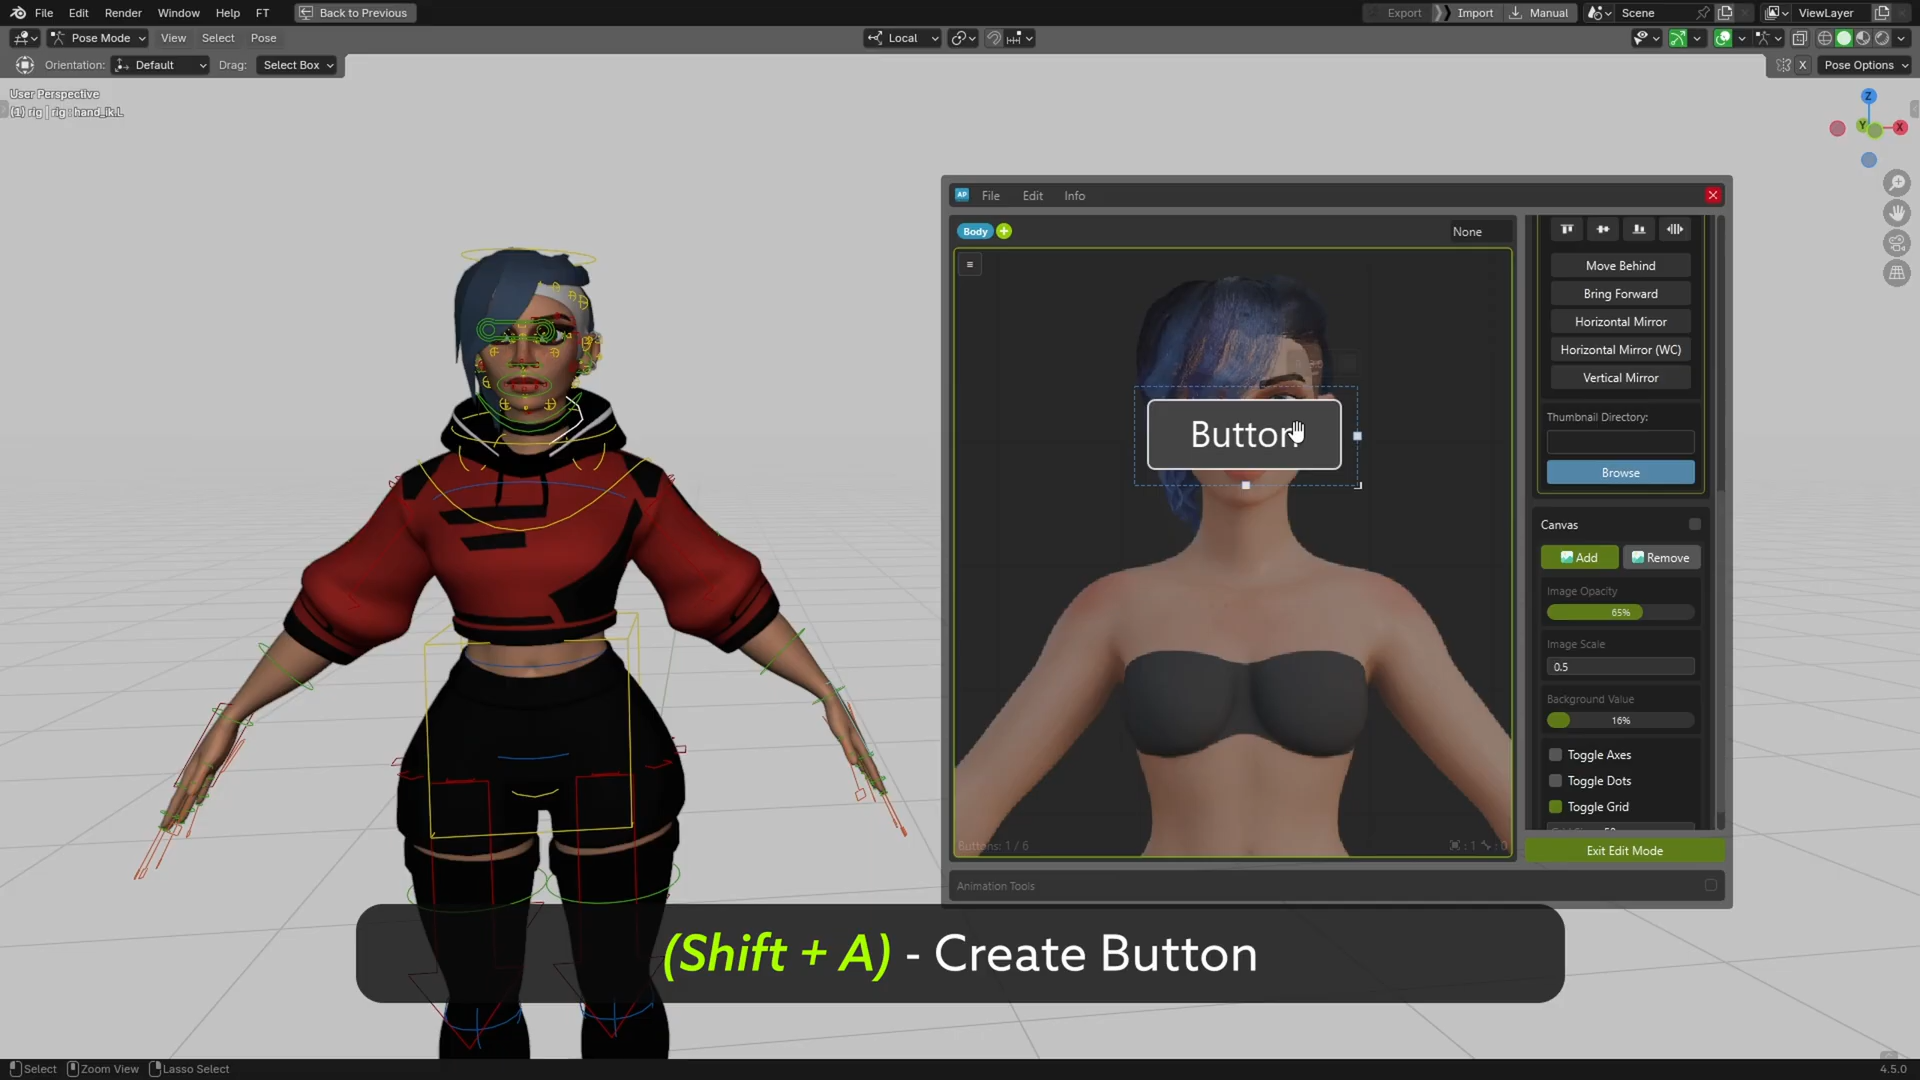 File Edit Render Window Help FT Back to Previous Export Import Manual Scene ViewLayer
Pose Mode View Select Pose Local
Orientation: Default Drag: Select Box X Pose Options
User Perspective
(1) rig | rig : hand_ik.L
Z
Y X
AP File Edit Info
Body None
Move Behind
Bring Forward
Horizontal Mirror
Horizontal Mirror (WC)
Vertical Mirror
Thumbnail Directory:
Browse
Button
Canvas
Add Remove
Image Opacity
65%
Image Scale
0.5
Background Value
16%
Toggle Axes
Toggle Dots
Toggle Grid
Buttons: 1 / 6 : 1 : 0
Exit Edit Mode
Animation Tools
(Shift + A) - Create Button
Select Zoom View Lasso Select 4.5.0